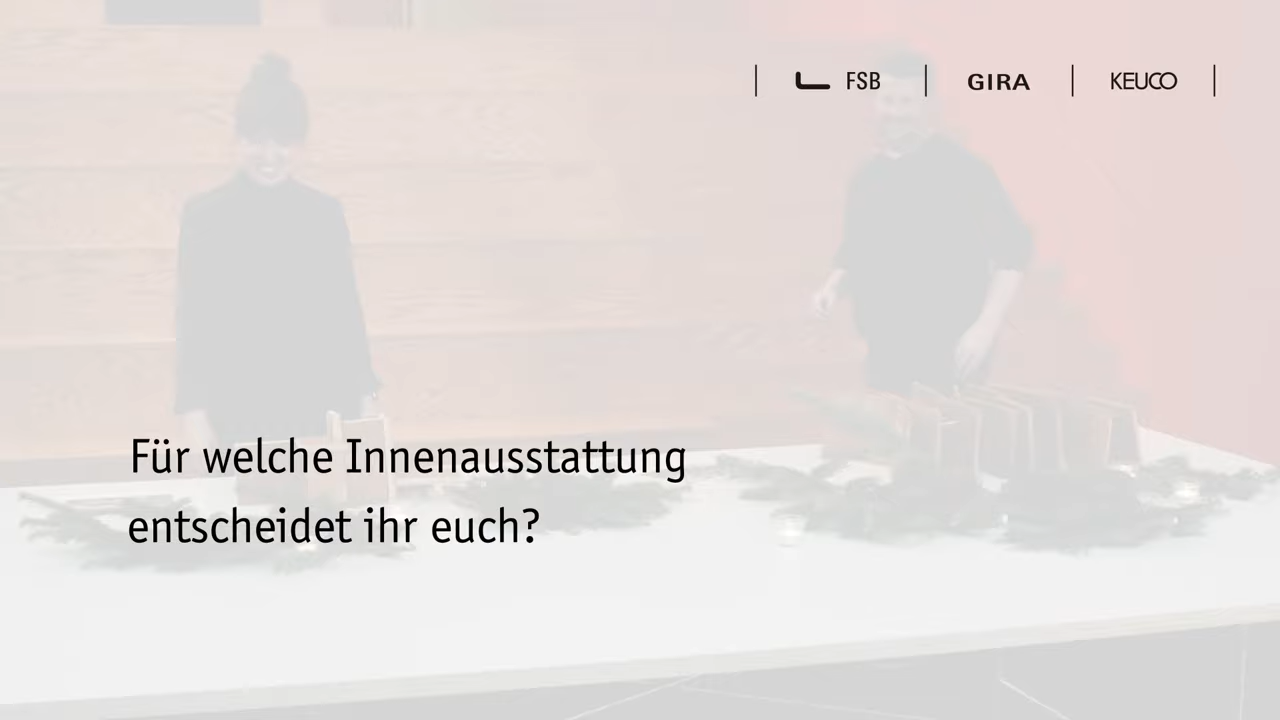 FSB
GIRA
KEUCO
Für welche Innenausstattung
entscheidet ihr euch?